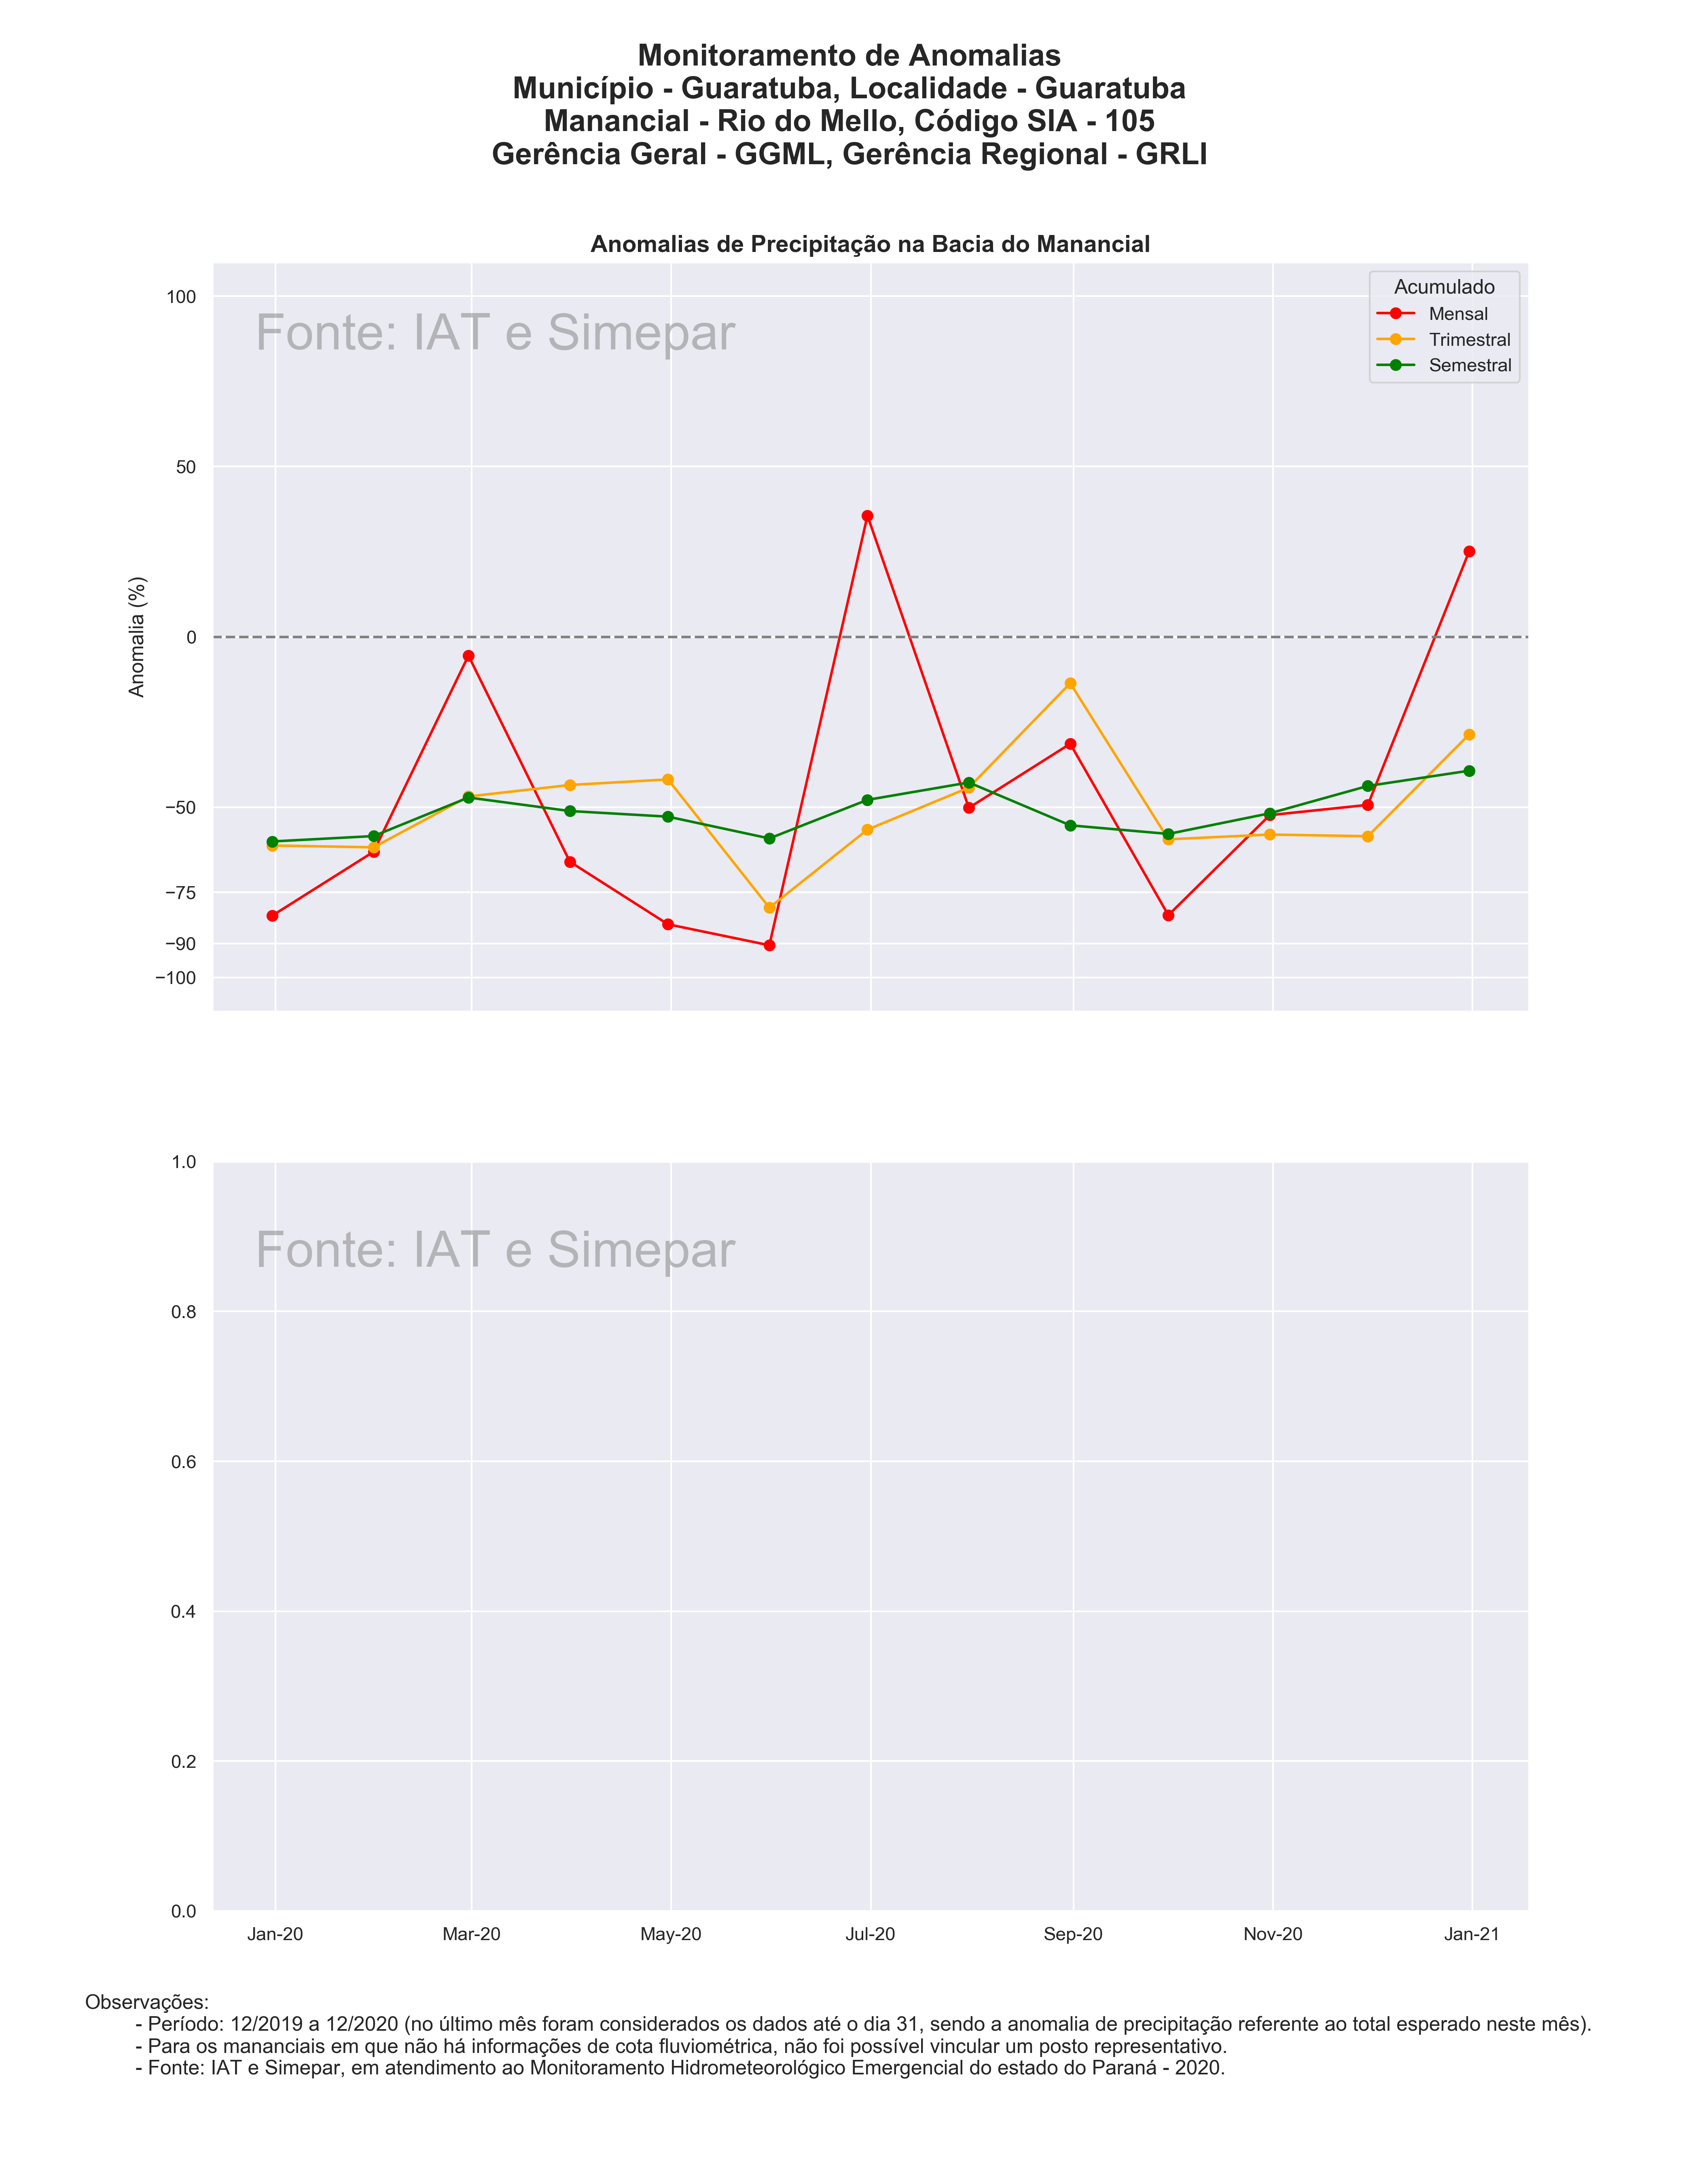 Monitoramento de Anomalias
Município - Guaratuba, Localidade - Guaratuba
Manancial - Rio do Mello, Código SIA - 105
Gerência Geral - GGML, Gerência Regional - GRLI
Anomalias de Precipitação na Bacia do Manancial
Fonte: IAT e Simepar
Acumulado
Mensal
Trimestral
Semestral
Anomalia (%)
100
50
0
−50
−75
−90
−100
Fonte: IAT e Simepar
1.0
0.8
0.6
0.4
0.2
0.0
Jan-20 Mar-20 May-20 Jul-20 Sep-20 Nov-20 Jan-21
Observações:
- Período: 12/2019 a 12/2020 (no último mês foram considerados os dados até o dia 31, sendo a anomalia de precipitação referente ao total esperado neste mês).
- Para os mananciais em que não há informações de cota fluviométrica, não foi possível vincular um posto representativo.
- Fonte: IAT e Simepar, em atendimento ao Monitoramento Hidrometeorológico Emergencial do estado do Paraná - 2020.